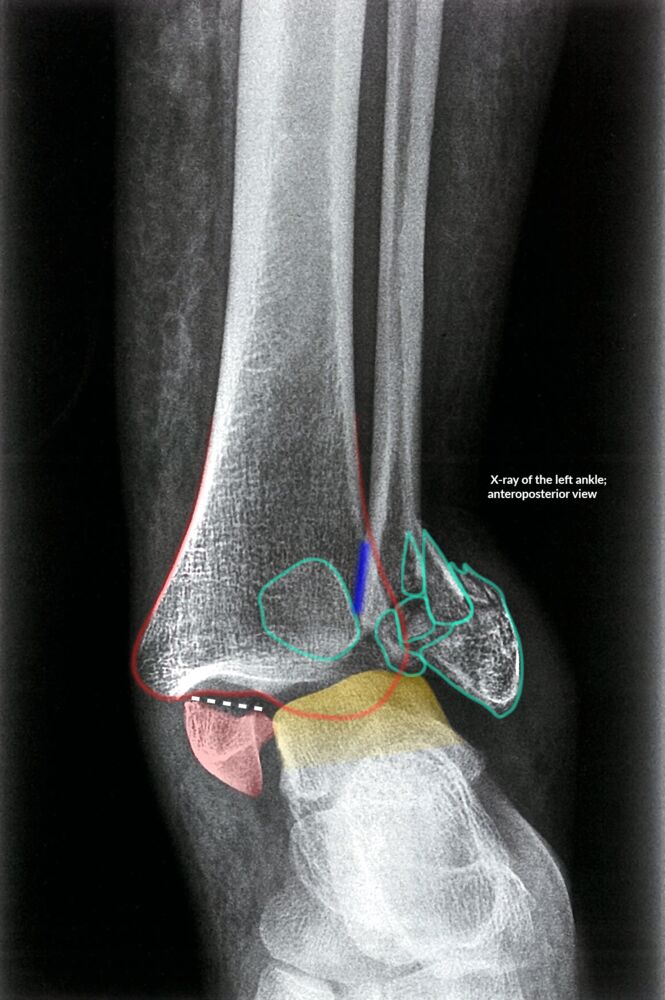 X-ray of the left ankle;
anteroposterior view